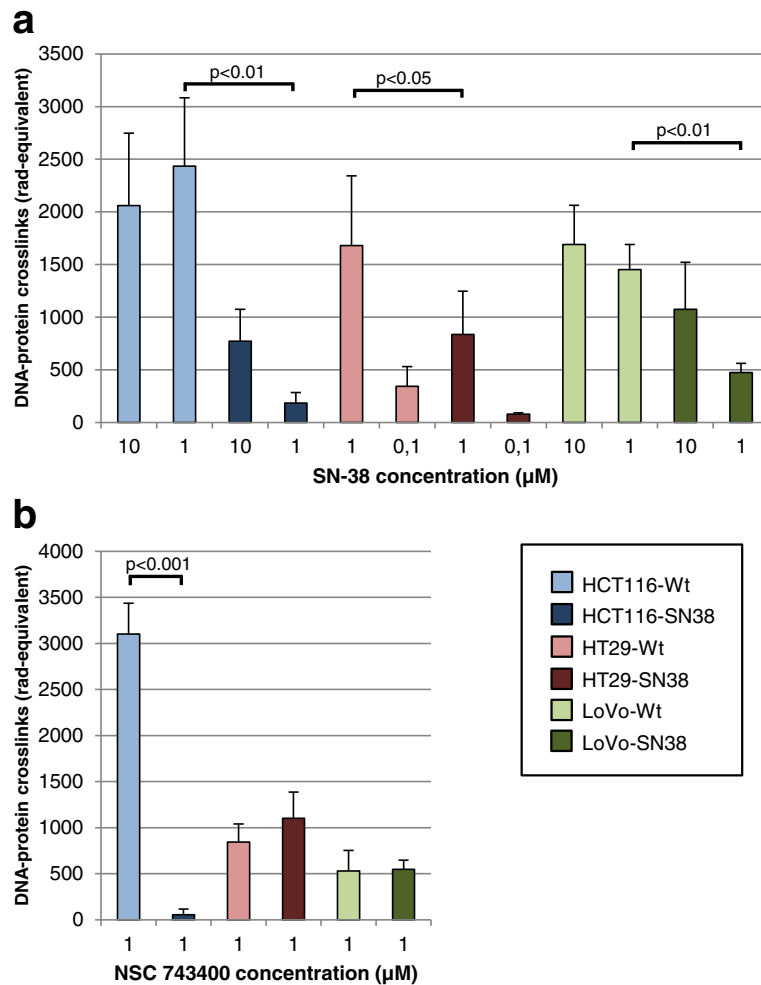 a
DNA-protein crosslinks (rad-equivalent)
3500
3000
2500
2000
1500
1000
500
0
p<0.01
p<0.05
p<0.01
10 1 10 1 1 0,1 1 0,1 10 1 10 1
SN-38 concentration (µM)
b
DNA-protein crosslinks (rad-equivalent)
4000
3500
3000
2500
2000
1500
1000
500
0
p<0.001
1 1 1 1 1 1
NSC 743400 concentration (µM)
HCT116-Wt
HCT116-SN38
HT29-Wt
HT29-SN38
LoVo-Wt
LoVo-SN38